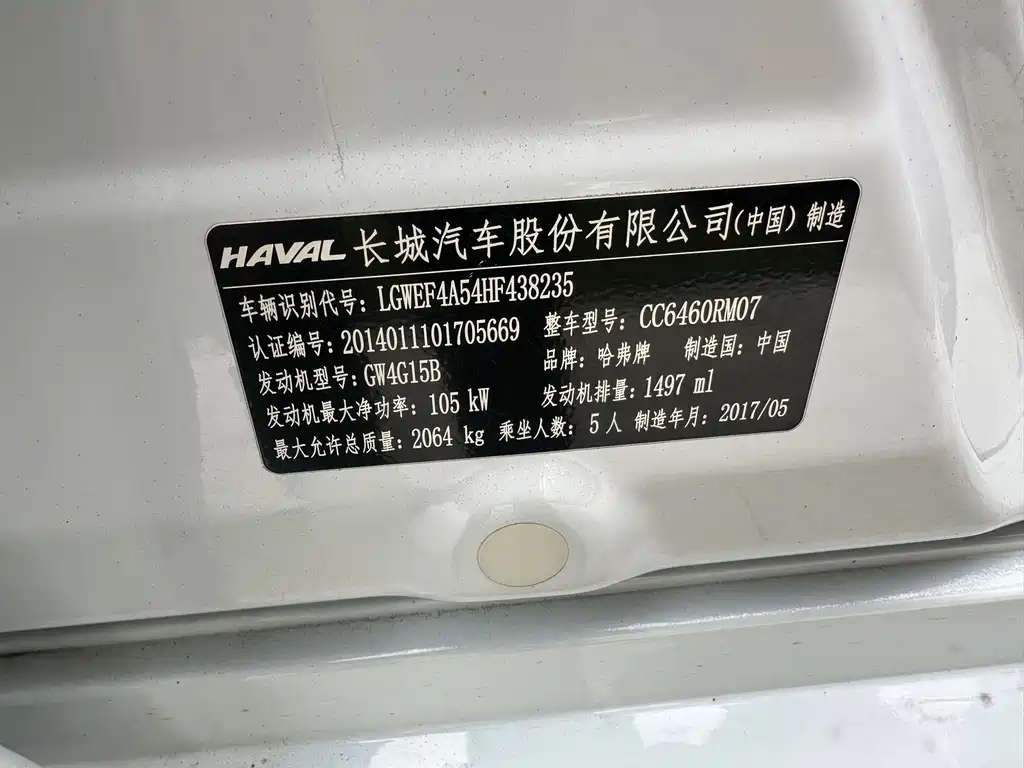 HAVAL 长城汽车股份有限公司(中国)制造
车辆识别代号: LGWEF4A54HF438235
认证编号: 2014011101705669 整车型号: CC6460RM07
发动机型号: GW4G15B 品牌: 哈弗牌 制造国: 中国
发动机最大净功率: 105 kW 发动机排量: 1497 ml
最大允许总质量: 2064 kg 乘坐人数: 5 人 制造年月: 2017/05